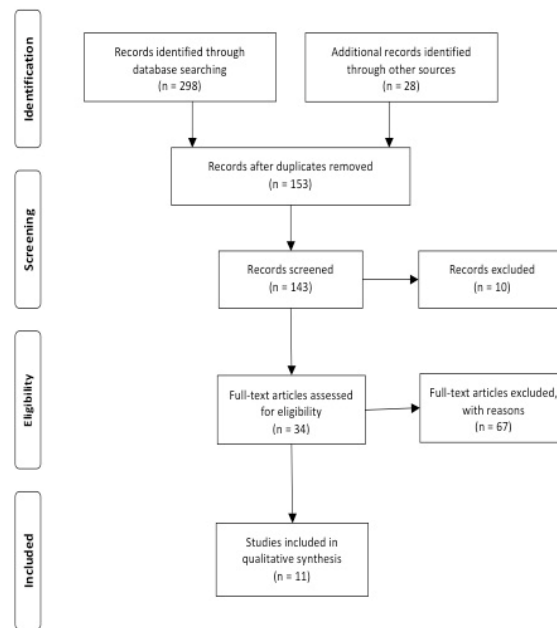 Identification
Records identified through
database searching
(n = 298)
Additional records identified
through other sources
(n = 28)
Records after duplicates removed
(n = 153)
Screening
Records screened
(n = 143)
Records excluded
(n = 10)
Eligibility
Full-text articles assessed
for eligibility
(n = 34)
Full-text articles excluded,
with reasons
(n = 67)
Included
Studies included in
qualitative synthesis
(n = 11)